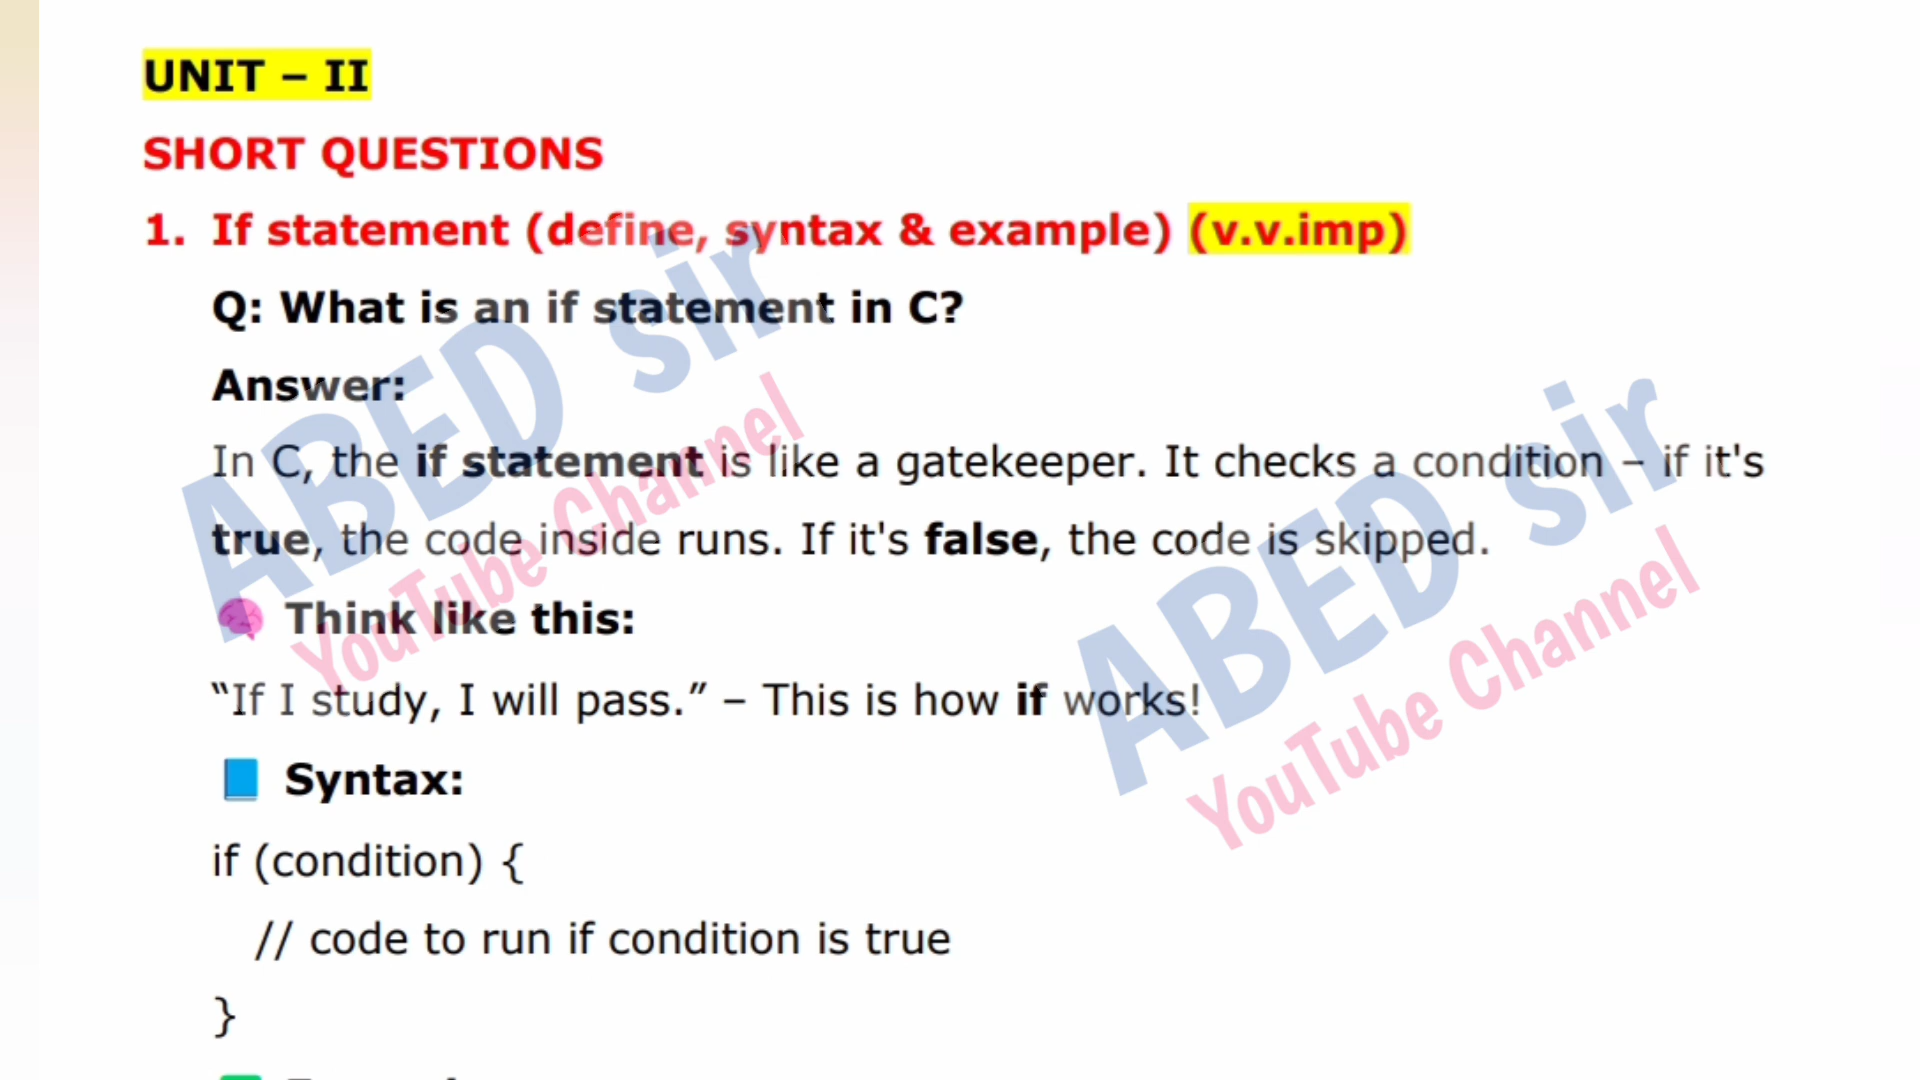 UNIT – II
SHORT QUESTIONS
1. If statement (define, syntax & example) (v.v.imp)
Q: What is an if statement in C?
Answer:
In C, the if statement is like a gatekeeper. It checks a condition – if it's
true, the code inside runs. If it's false, the code is skipped.
Think like this:
“If I study, I will pass.” – This is how if works!
Syntax:
if (condition) {
// code to run if condition is true
}
ABED sir
YouTube Channel
ABED sir
YouTube Channel